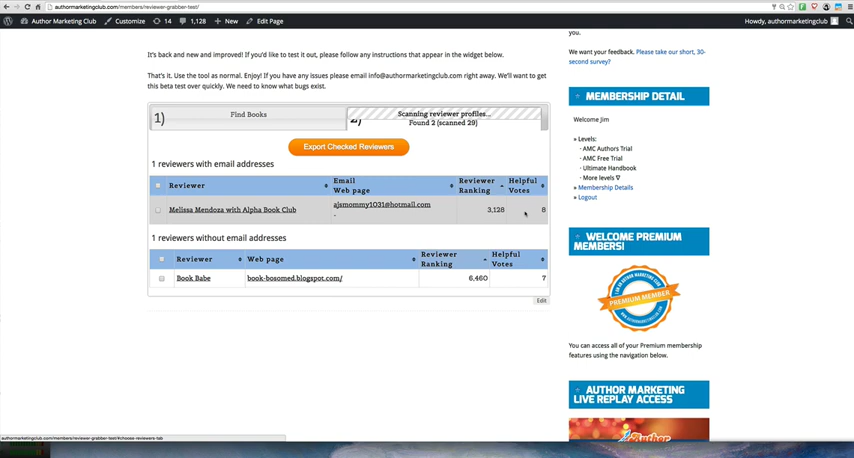 authormarketingclub.com/members/reviewer-grabber-test/
Author Marketing Club Customize 14 1,128 New Edit Page Howdy, authormarketingclub
It's back and new and improved! If you'd like to test it out, please follow any instructions that appear in the widget below.
That's it. Use the tool as normal. Enjoy! If you have any issues please email info@authormarketingclub.com right away. We'll want to get
this beta test over quickly. We need to know what bugs exist.
1) Find Books
2) Scanning reviewer profiles...
Found 2 (scanned 29)
Export Checked Reviewers
1 reviewers with email addresses
Reviewer Email Web page Reviewer Ranking Helpful Votes
Melissa Mendoza with Alpha Book Club ajsmommy1031@hotmail.com 3,128 8
-
1 reviewers without email addresses
Reviewer Web page Reviewer Ranking Helpful Votes
Book Babe book-bosomed.blogspot.com/ 6,460 7
Edit
you.
We want your feedback. Please take our short, 30-
second survey?
MEMBERSHIP DETAIL
Welcome Jim
» Levels:
- AMC Authors Trial
- AMC Free Trial
- Ultimate Handbook
- More levels ∇
» Membership Details
» Logout
WELCOME PREMIUM
MEMBERS!
PREMIUM MEMBER
You can access all of your Premium membership
features using the navigation below.
AUTHOR MARKETING
LIVE REPLAY ACCESS
Author
authormarketingclub.com/members/reviewer-grabber-test/#choose-reviewers-tab